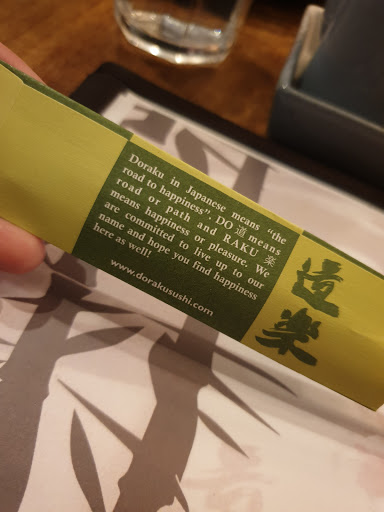 Doraku in Japanese means "the
road to happiness". DO 道 means
road or path and RAKU 楽
means happiness or pleasure. We
are committed to live up to our
name and hope you find happiness
here as well!
www.dorakusushi.com
道
楽